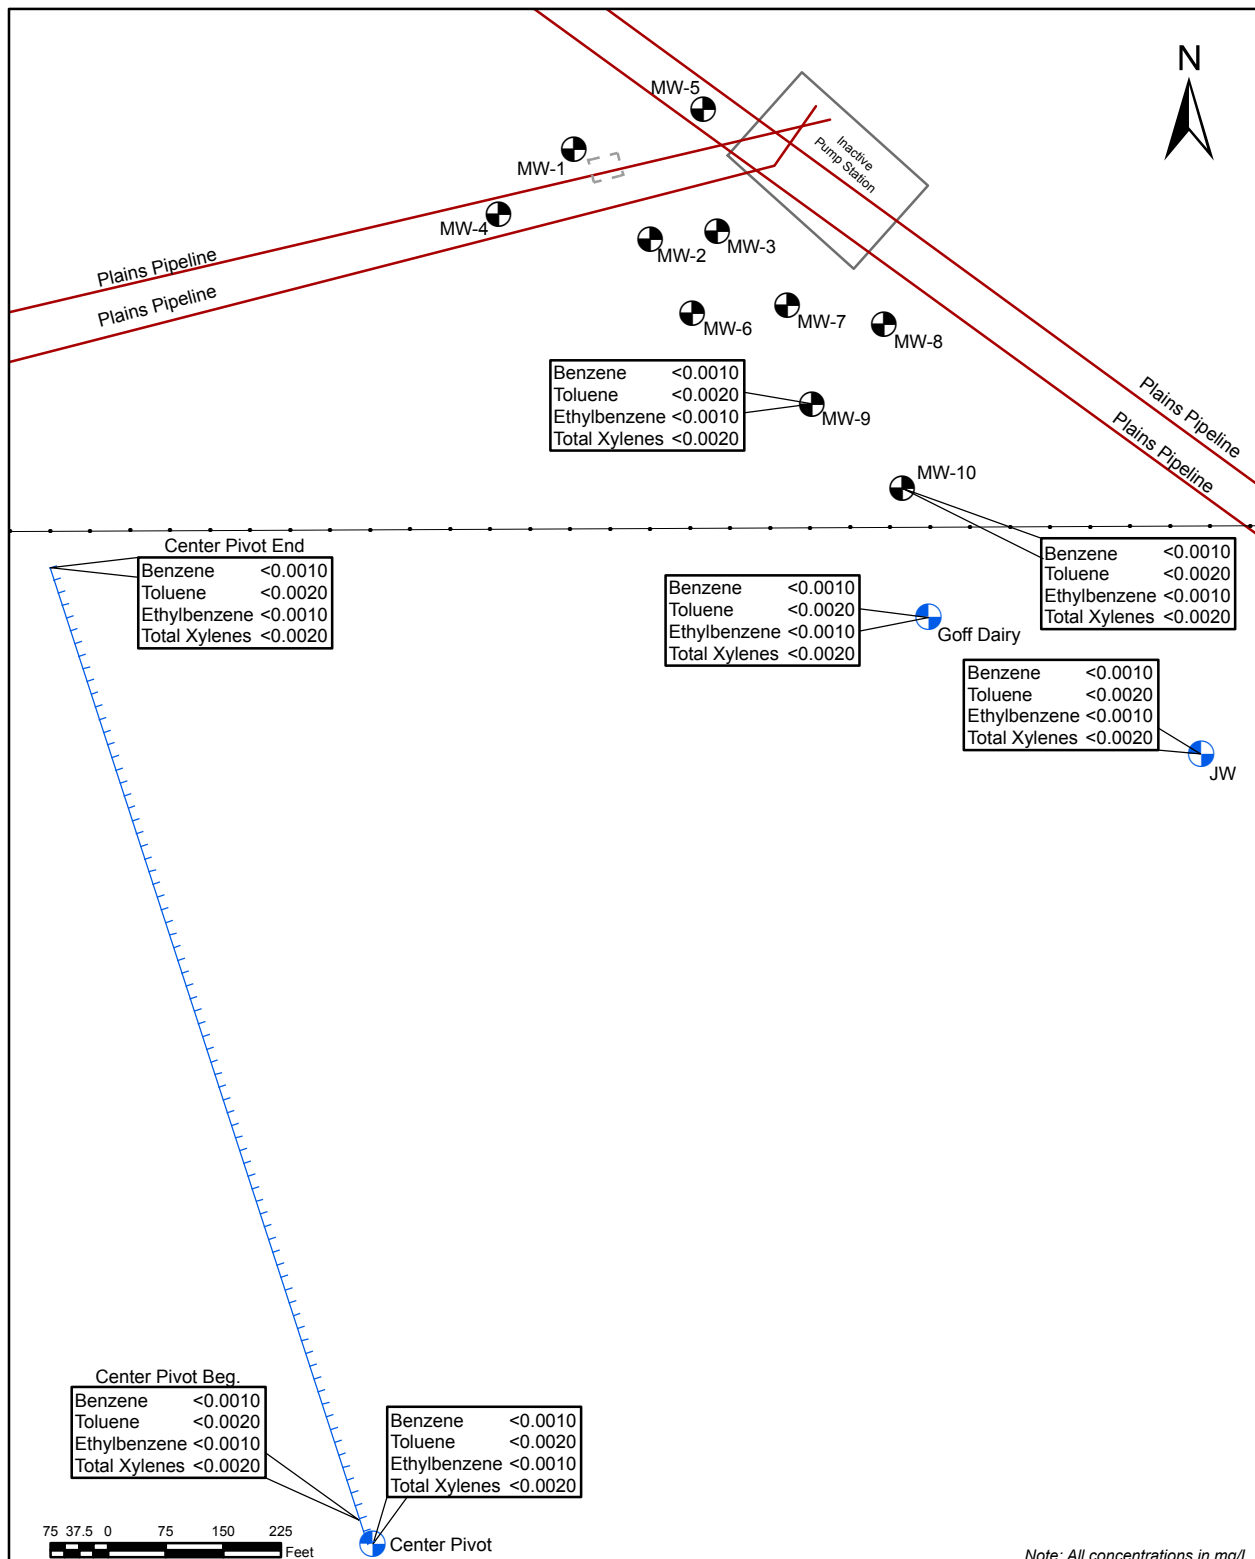 N
MW-5
MW-1
Inactive
Pump Station
MW-4
MW-2
MW-3
Plains Pipeline
Plains Pipeline
MW-6
MW-7
MW-8
Benzene <0.0010
Toluene <0.0020
Ethylbenzene <0.0010
Total Xylenes <0.0020
MW-9
Plains Pipeline
Plains Pipeline
MW-10
Center Pivot End
Benzene <0.0010
Toluene <0.0020
Ethylbenzene <0.0010
Total Xylenes <0.0020
Benzene <0.0010
Toluene <0.0020
Ethylbenzene <0.0010
Total Xylenes <0.0020
Benzene <0.0010
Toluene <0.0020
Ethylbenzene <0.0010
Total Xylenes <0.0020
Goff Dairy
Benzene <0.0010
Toluene <0.0020
Ethylbenzene <0.0010
Total Xylenes <0.0020
JW
Center Pivot Beg.
Benzene <0.0010
Toluene <0.0020
Ethylbenzene <0.0010
Total Xylenes <0.0020
Benzene <0.0010
Toluene <0.0020
Ethylbenzene <0.0010
Total Xylenes <0.0020
75 37.5 0 75 150 225
Feet
Center Pivot
Note: All concentrations in mg/l